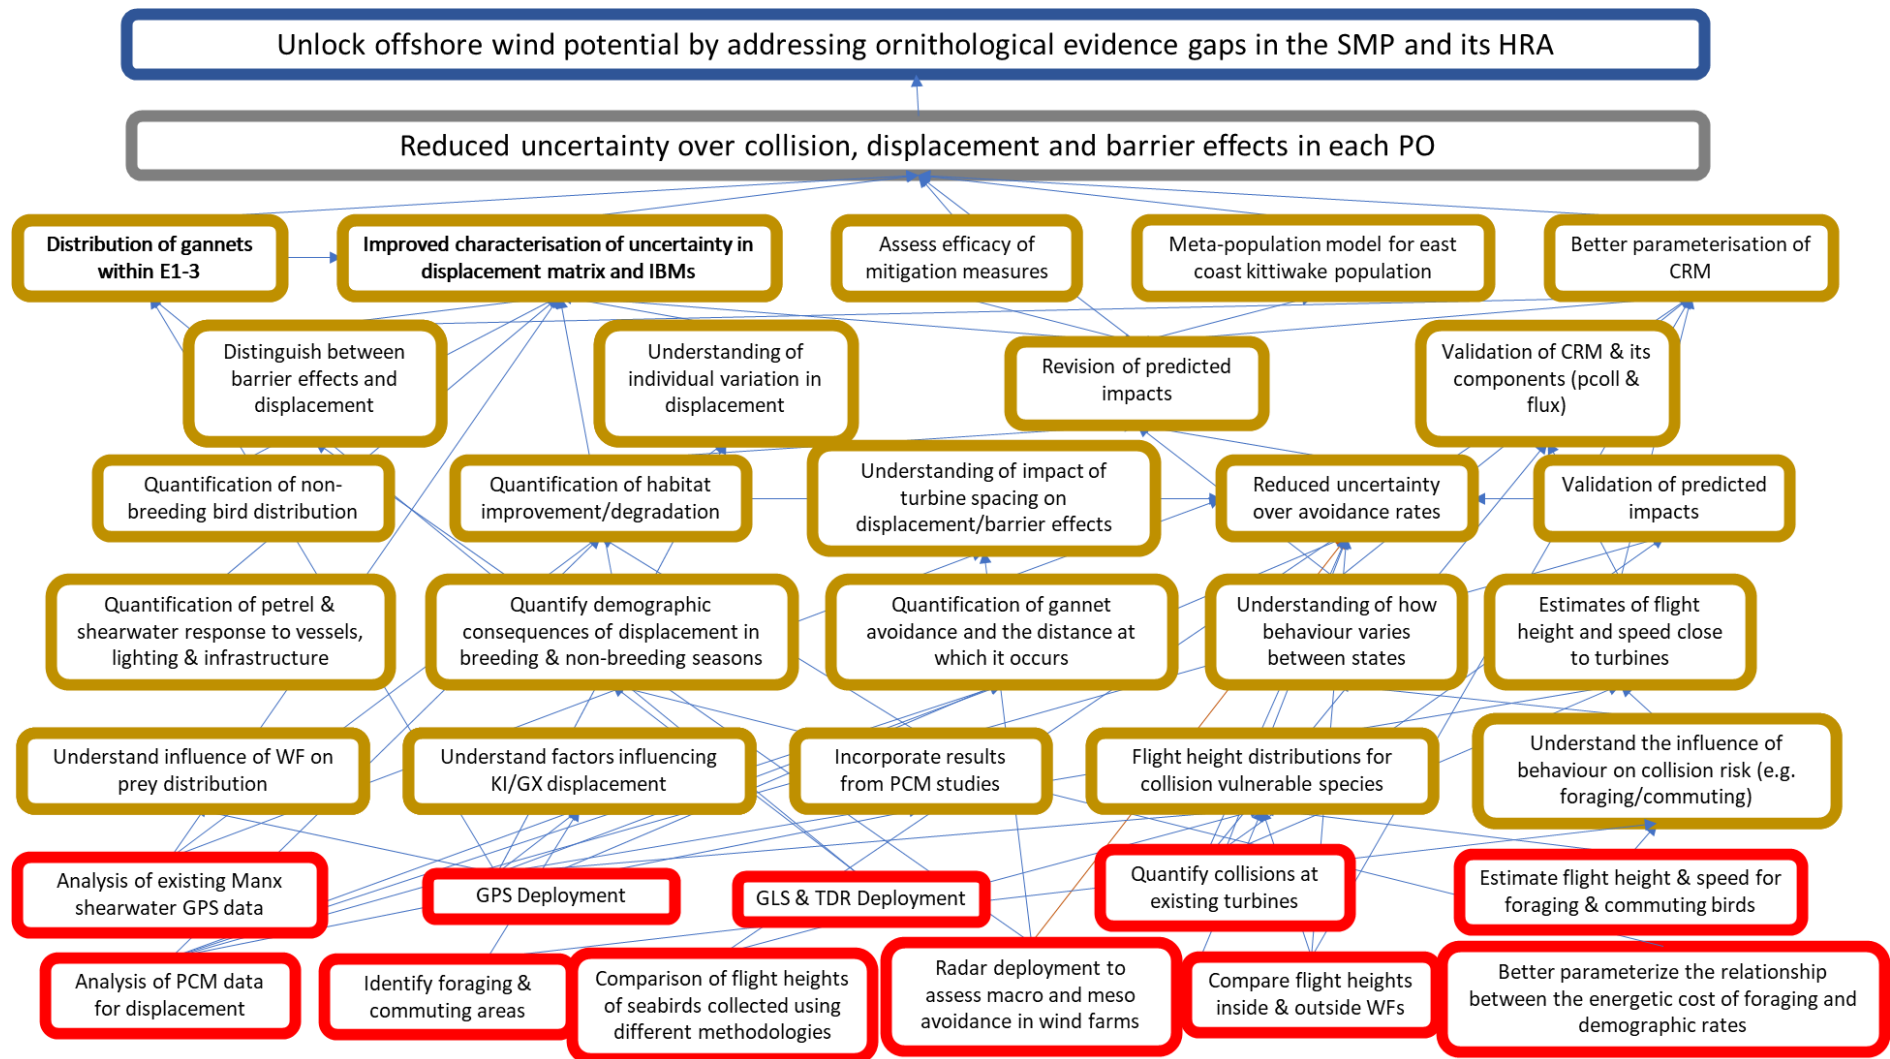 Unlock offshore wind potential by addressing ornithological evidence gaps in the SMP and its HRA
Reduced uncertainty over collision, displacement and barrier effects in each PO
Distribution of gannets
within E1-3
Improved characterisation of uncertainty in
displacement matrix and IBMs
Assess efficacy of
mitigation measures
Meta-population model for east
coast kittiwake population
Better parameterisation of
CRM
Distinguish between
barrier effects and
displacement
Understanding of
individual variation in
displacement
Revision of predicted
impacts
Validation of CRM & its
components (pcoll &
flux)
Quantification of non-
breeding bird distribution
Quantification of habitat
improvement/degradation
Understanding of impact of
turbine spacing on
displacement/barrier effects
Reduced uncertainty
over avoidance rates
Validation of predicted
impacts
Quantification of petrel &
shearwater response to vessels,
lighting & infrastructure
Quantify demographic
consequences of displacement in
breeding & non-breeding seasons
Quantification of gannet
avoidance and the distance at
which it occurs
Understanding of how
behaviour varies
between states
Estimates of flight
height and speed close
to turbines
Understand influence of WF on
prey distribution
Understand factors influencing
KI/GX displacement
Incorporate results
from PCM studies
Flight height distributions for
collision vulnerable species
Understand the influence of
behaviour on collision risk (e.g.
foraging/commuting)
Analysis of existing Manx
shearwater GPS data
GPS Deployment
GLS & TDR Deployment
Quantify collisions at
existing turbines
Estimate flight height & speed for
foraging & commuting birds
Analysis of PCM data
for displacement
Identify foraging &
commuting areas
Comparison of flight heights
of seabirds collected using
different methodologies
Radar deployment to
assess macro and meso
avoidance in wind farms
Compare flight heights
inside & outside WFs
Better parameterize the relationship
between the energetic cost of foraging and
demographic rates